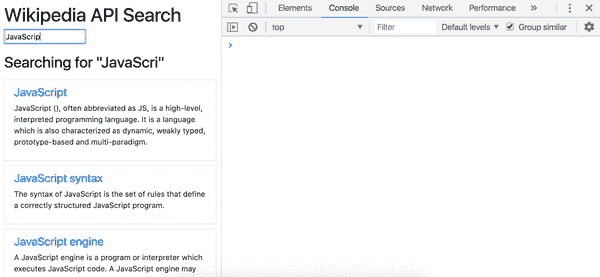 Wikipedia API Search
JavaScrip
Searching for "JavaScri"
JavaScript
JavaScript (), often abbreviated as JS, is a high-level,
interpreted programming language. It is a language
which is also characterized as dynamic, weakly typed,
prototype-based and multi-paradigm.
JavaScript syntax
The syntax of JavaScript is the set of rules that define
a correctly structured JavaScript program.
JavaScript engine
A JavaScript engine is a program or interpreter which
executes JavaScript code. A JavaScript engine may
Elements Console Sources Network Performance »
top Filter Default levels Group similar